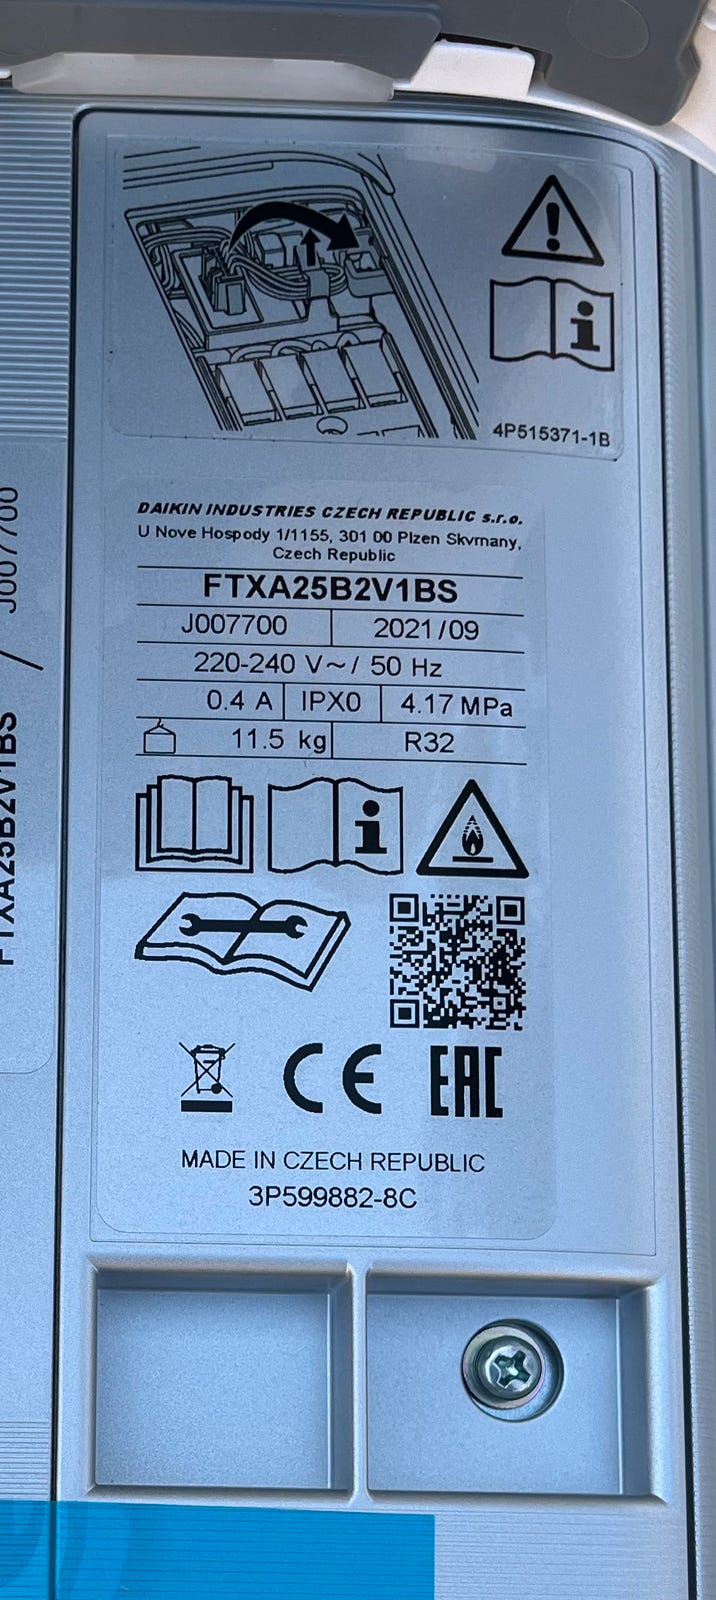 4P515371-1B
DAIKIN INDUSTRIES CZECH REPUBLIC s.r.o.
U Nove Hospody 1/1155, 301 00 Plzen Skvrnany,
Czech Republic
FTXA25B2V1BS
J007700 2021/09
220-240 V~/ 50 Hz
0.4 A IPX0 4.17 MPa
11.5 kg R32
CE EAC
MADE IN CZECH REPUBLIC
3P599882-8C
FTXA25B2V1BS / J007700